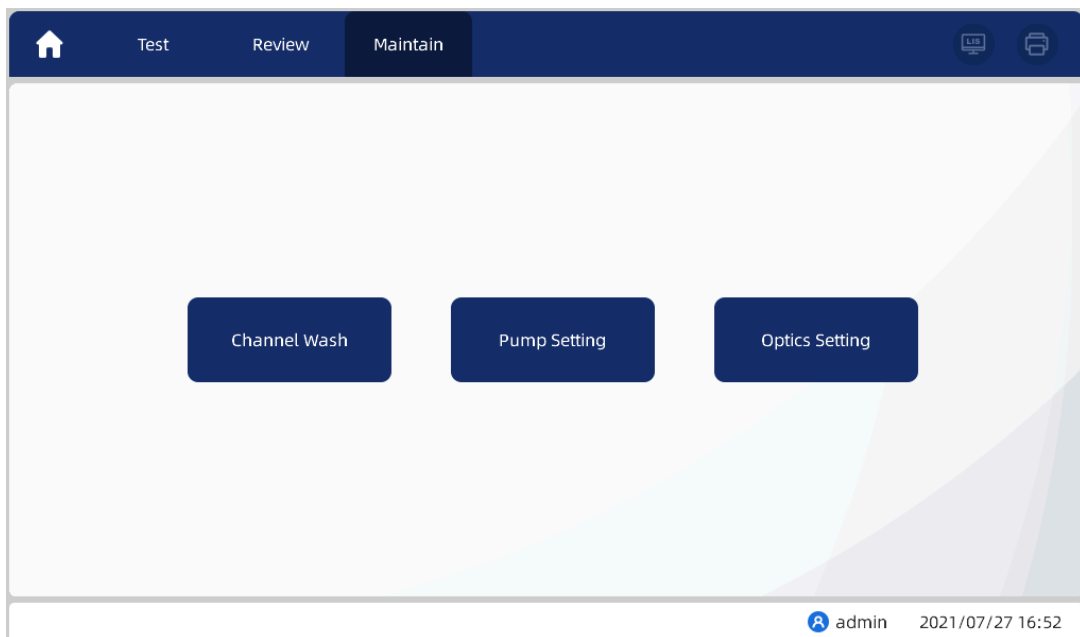 Test Review Maintain LIS
Channel Wash Pump Setting Optics Setting
admin 2021/07/27 16:52